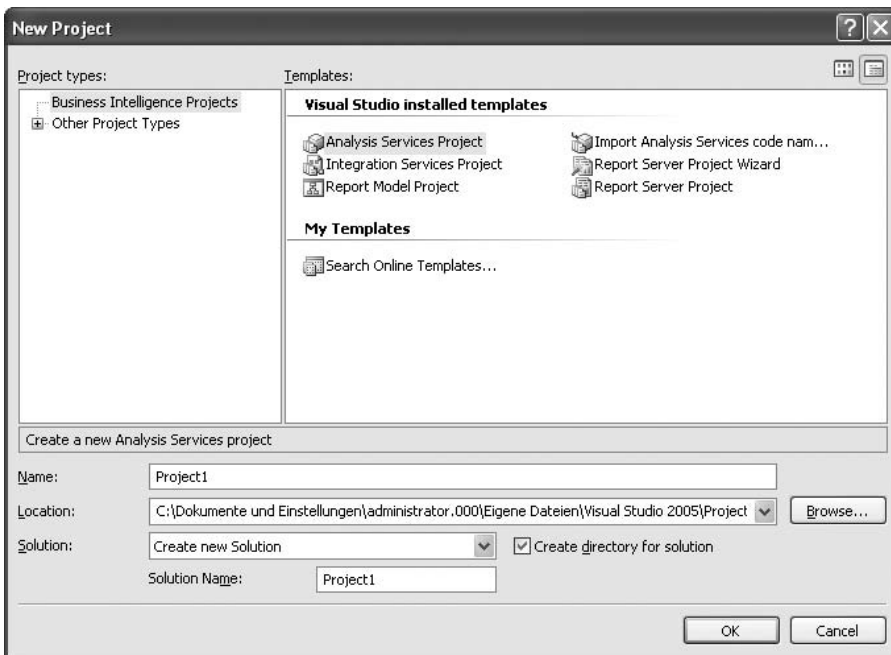 New Project
Project types:
Templates:
Business Intelligence Projects
Other Project Types
Visual Studio installed templates
Analysis Services Project
Import Analysis Services code nam...
Integration Services Project
Report Server Project Wizard
Report Model Project
Report Server Project
My Templates
Search Online Templates...
Create a new Analysis Services project
Name:
Project1
Location:
C:\Dokumente und Einstellungen\administrator.000\Eigene Dateien\Visual Studio 2005\Project
Browse...
Solution:
Create new Solution
Create directory for solution
Solution Name:
Project1
OK
Cancel